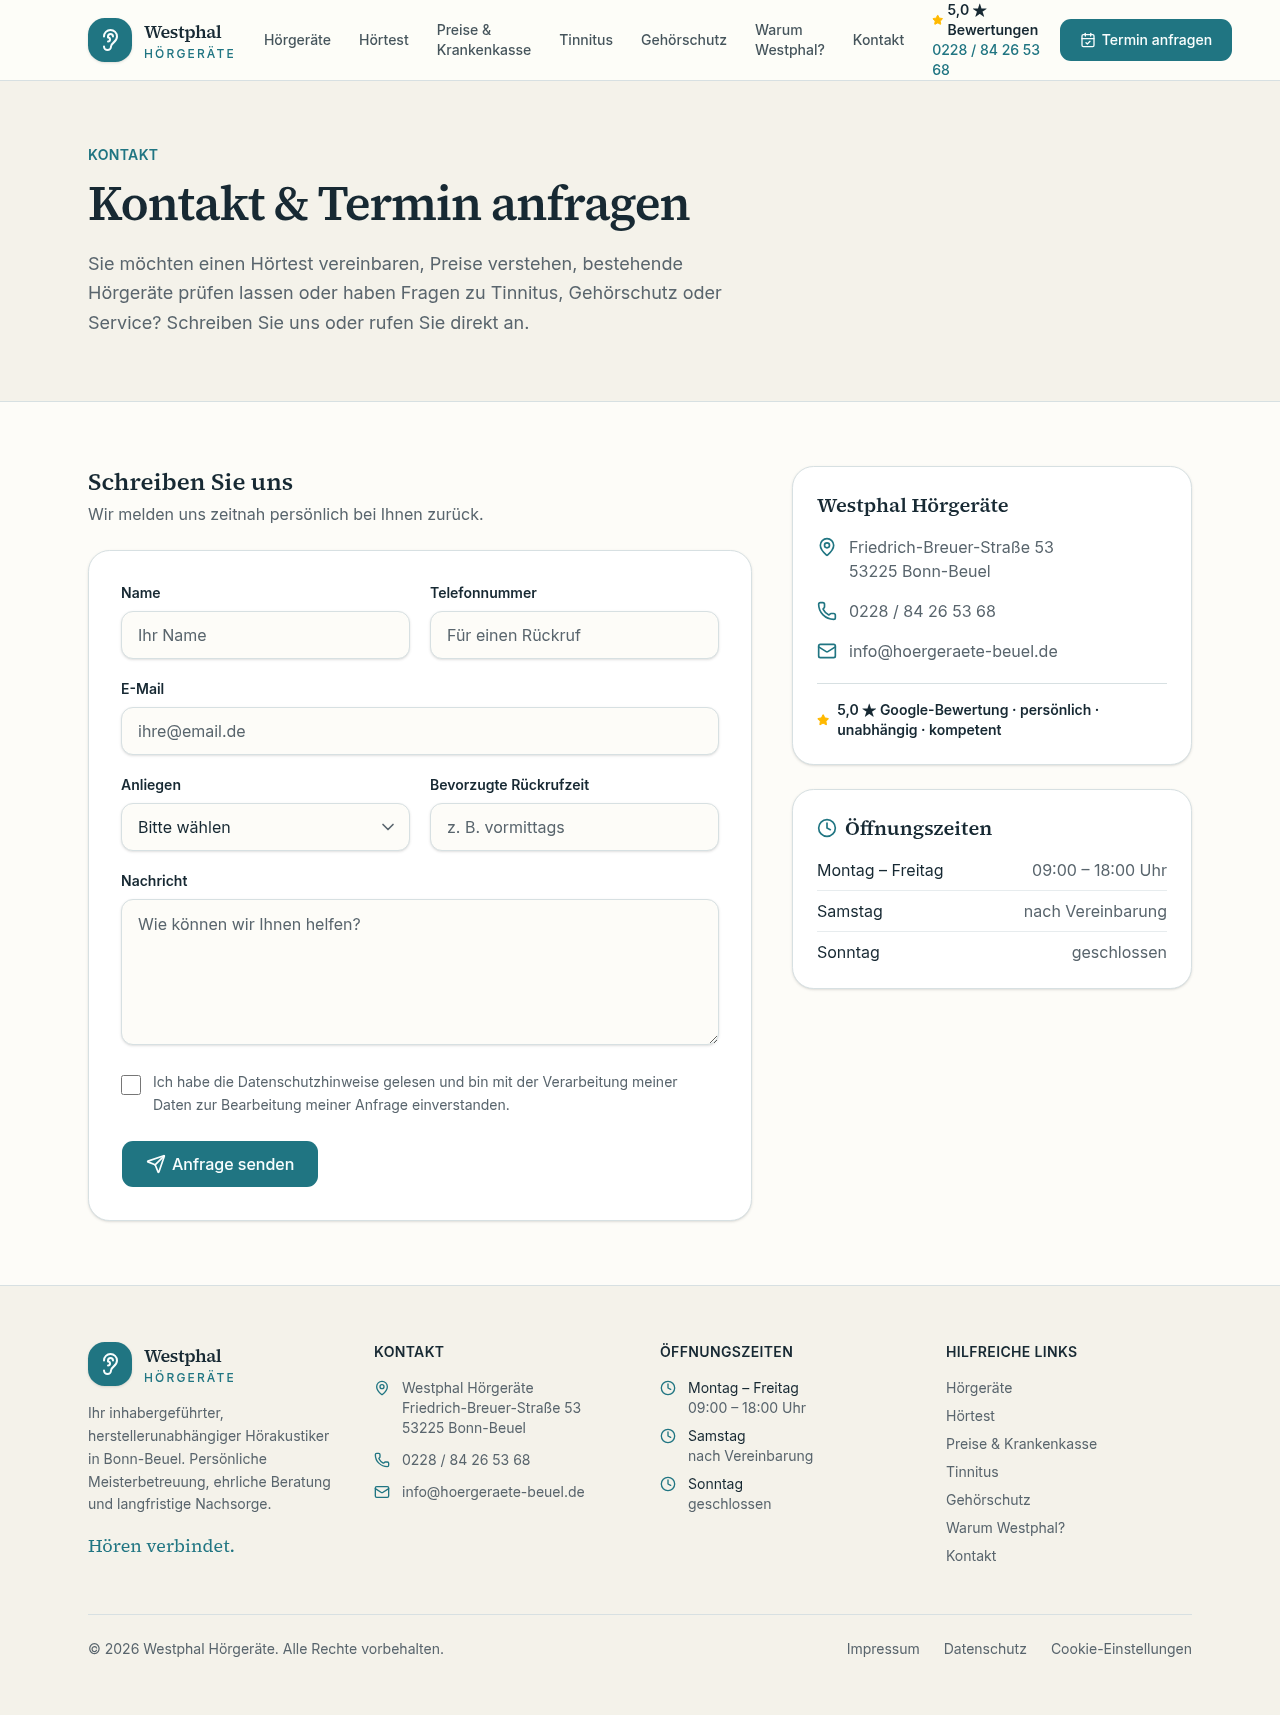 Westphal
HÖRGERÄTE
Hörgeräte
Hörtest
Preise &
Krankenkasse
Tinnitus
Gehörschutz
Warum
Westphal?
Kontakt
5,0 ★
Bewertungen
0228 / 84 26 53
68
Termin anfragen
KONTAKT
Kontakt & Termin anfragen
Sie möchten einen Hörtest vereinbaren, Preise verstehen, bestehende
Hörgeräte prüfen lassen oder haben Fragen zu Tinnitus, Gehörschutz oder
Service? Schreiben Sie uns oder rufen Sie direkt an.
Schreiben Sie uns
Wir melden uns zeitnah persönlich bei Ihnen zurück.
Name
Telefonnummer
Ihr Name
Für einen Rückruf
E-Mail
ihre@email.de
Anliegen
Bevorzugte Rückrufzeit
Bitte wählen
z. B. vormittags
Nachricht
Wie können wir Ihnen helfen?
Ich habe die Datenschutzhinweise gelesen und bin mit der Verarbeitung meiner
Daten zur Bearbeitung meiner Anfrage einverstanden.
Anfrage senden
Westphal Hörgeräte
Friedrich-Breuer-Straße 53
53225 Bonn-Beuel
0228 / 84 26 53 68
info@hoergeraete-beuel.de
5,0 ★ Google-Bewertung · persönlich ·
unabhängig · kompetent
Öffnungszeiten
Montag – Freitag 09:00 – 18:00 Uhr
Samstag nach Vereinbarung
Sonntag geschlossen
Westphal
HÖRGERÄTE
Ihr inhabergeführter,
herstellerunabhängiger Hörakustiker
in Bonn-Beuel. Persönliche
Meisterbetreuung, ehrliche Beratung
und langfristige Nachsorge.
Hören verbindet.
KONTAKT
Westphal Hörgeräte
Friedrich-Breuer-Straße 53
53225 Bonn-Beuel
0228 / 84 26 53 68
info@hoergeraete-beuel.de
ÖFFNUNGSZEITEN
Montag – Freitag
09:00 – 18:00 Uhr
Samstag
nach Vereinbarung
Sonntag
geschlossen
HILFREICHE LINKS
Hörgeräte
Hörtest
Preise & Krankenkasse
Tinnitus
Gehörschutz
Warum Westphal?
Kontakt
© 2026 Westphal Hörgeräte. Alle Rechte vorbehalten.
Impressum
Datenschutz
Cookie-Einstellungen